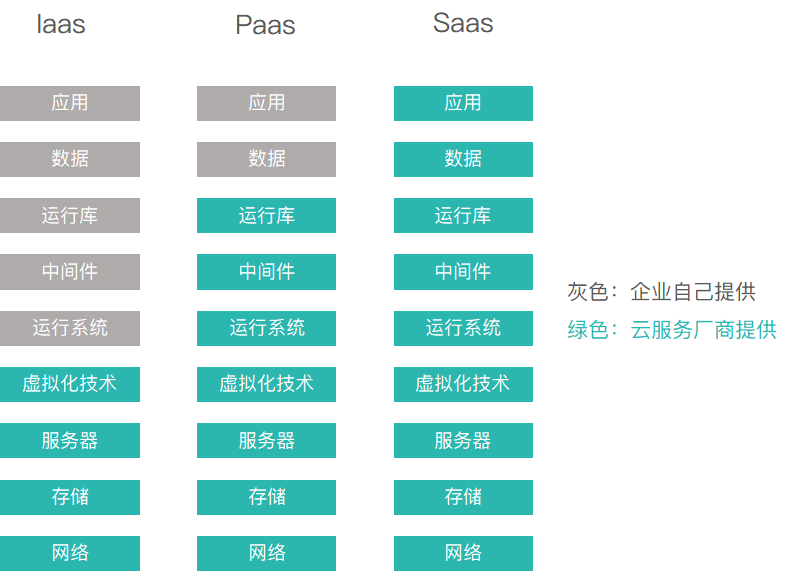 Iaas Paas Saas
应用 应用 应用
数据 数据 数据
运行库 运行库 运行库
中间件 中间件 中间件
灰色：企业自己提供
运行系统 运行系统 运行系统
绿色：云服务厂商提供
虚拟化技术 虚拟化技术 虚拟化技术
服务器 服务器 服务器
存储 存储 存储
网络 网络 网络